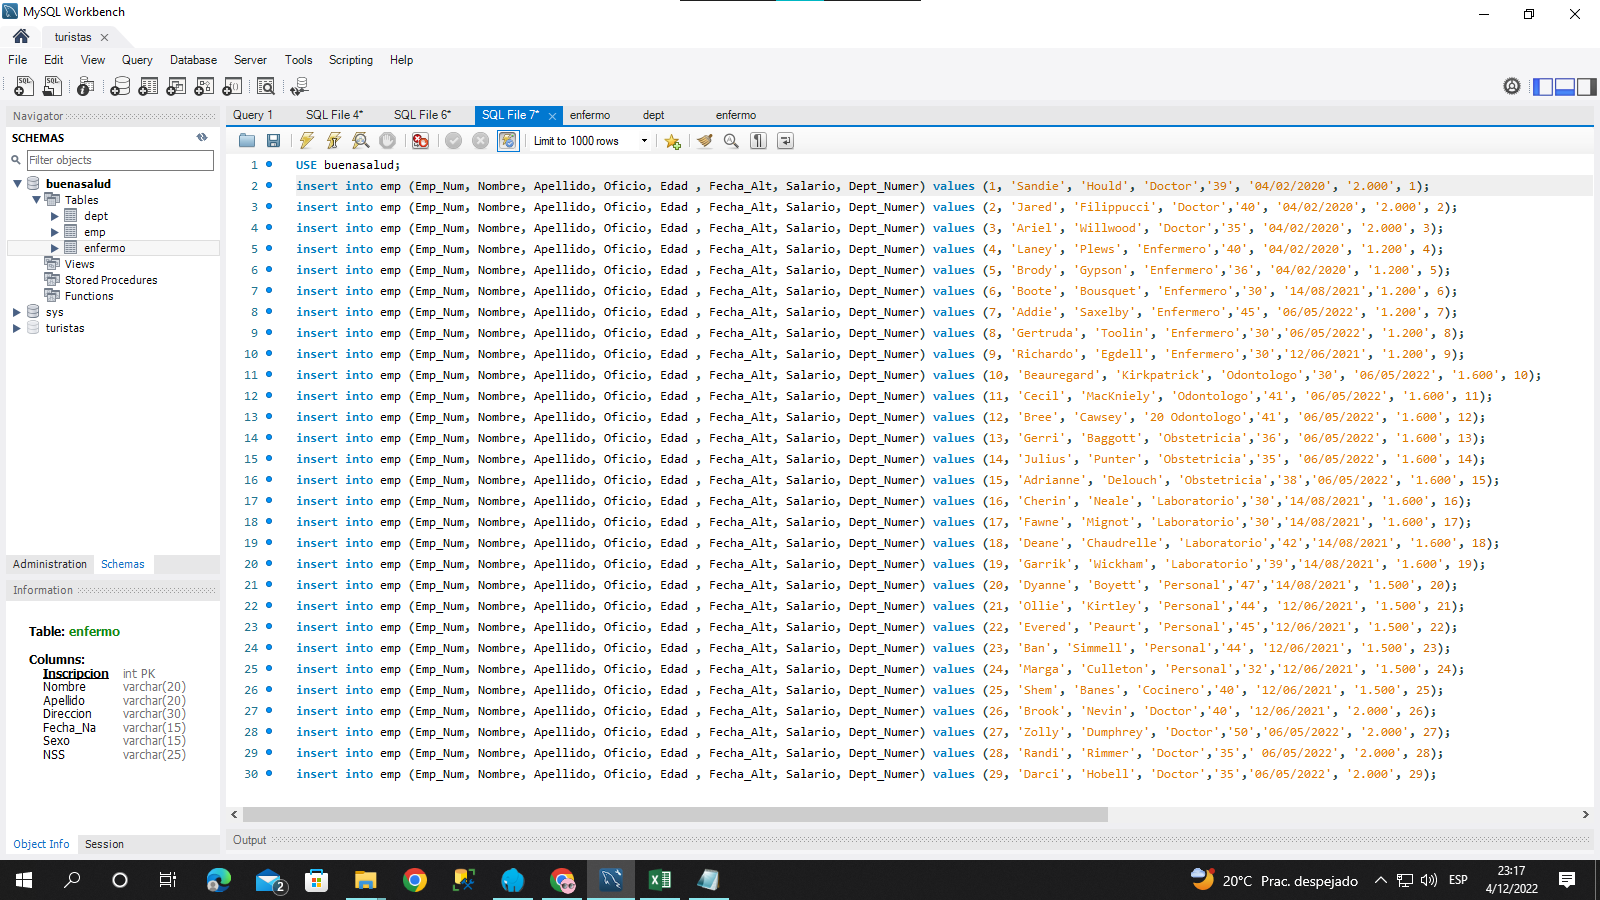 MySQL Workbench
turistas
File Edit View Query Database Server Tools Scripting Help
Navigator
SCHEMAS
Filter objects
buenasalud
Tables
dept
emp
enfermo
Views
Stored Procedures
Functions
sys
turistas
Administration Schemas
Information
Table: enfermo
Columns:
Inscripcion int PK
Nombre varchar(20)
Apellido varchar(20)
Direccion varchar(30)
Fecha_Na varchar(15)
Sexo varchar(15)
NSS varchar(25)
Object Info Session
Query 1 SQL File 4* SQL File 6* SQL File 7* enfermo dept enfermo
Limit to 1000 rows
1 USE buenasalud;
2 insert into emp (Emp_Num, Nombre, Apellido, Oficio, Edad , Fecha_Alt, Salario, Dept_Numer) values (1, 'Sandie', 'Hould', 'Doctor','39', '04/02/2020', '2.000', 1);
3 insert into emp (Emp_Num, Nombre, Apellido, Oficio, Edad , Fecha_Alt, Salario, Dept_Numer) values (2, 'Jared', 'Filippucci', 'Doctor','40', '04/02/2020', '2.000', 2);
4 insert into emp (Emp_Num, Nombre, Apellido, Oficio, Edad , Fecha_Alt, Salario, Dept_Numer) values (3, 'Ariel', 'Willwood', 'Doctor','35', '04/02/2020', '2.000', 3);
5 insert into emp (Emp_Num, Nombre, Apellido, Oficio, Edad , Fecha_Alt, Salario, Dept_Numer) values (4, 'Laney', 'Plews', 'Enfermero','40', '04/02/2020', '1.200', 4);
6 insert into emp (Emp_Num, Nombre, Apellido, Oficio, Edad , Fecha_Alt, Salario, Dept_Numer) values (5, 'Brody', 'Gypson', 'Enfermero','36', '04/02/2020', '1.200', 5);
7 insert into emp (Emp_Num, Nombre, Apellido, Oficio, Edad , Fecha_Alt, Salario, Dept_Numer) values (6, 'Boote', 'Bousquet', 'Enfermero','30', '14/08/2021','1.200', 6);
8 insert into emp (Emp_Num, Nombre, Apellido, Oficio, Edad , Fecha_Alt, Salario, Dept_Numer) values (7, 'Addie', 'Saxelby', 'Enfermero','45', '06/05/2022', '1.200', 7);
9 insert into emp (Emp_Num, Nombre, Apellido, Oficio, Edad , Fecha_Alt, Salario, Dept_Numer) values (8, 'Gertruda', 'Toolin', 'Enfermero','30','06/05/2022', '1.200', 8);
10 insert into emp (Emp_Num, Nombre, Apellido, Oficio, Edad , Fecha_Alt, Salario, Dept_Numer) values (9, 'Richardo', 'Egdell', 'Enfermero','30','12/06/2021', '1.200', 9);
11 insert into emp (Emp_Num, Nombre, Apellido, Oficio, Edad , Fecha_Alt, Salario, Dept_Numer) values (10, 'Beauregard', 'Kirkpatrick', 'Odontologo','30', '06/05/2022', '1.600', 10);
12 insert into emp (Emp_Num, Nombre, Apellido, Oficio, Edad , Fecha_Alt, Salario, Dept_Numer) values (11, 'Cecil', 'MacKniely', 'Odontologo','41', '06/05/2022', '1.600', 11);
13 insert into emp (Emp_Num, Nombre, Apellido, Oficio, Edad , Fecha_Alt, Salario, Dept_Numer) values (12, 'Bree', 'Cawsey', '20 Odontologo','41', '06/05/2022', '1.600', 12);
14 insert into emp (Emp_Num, Nombre, Apellido, Oficio, Edad , Fecha_Alt, Salario, Dept_Numer) values (13, 'Gerri', 'Baggott', 'Obstetricia','36', '06/05/2022', '1.600', 13);
15 insert into emp (Emp_Num, Nombre, Apellido, Oficio, Edad , Fecha_Alt, Salario, Dept_Numer) values (14, 'Julius', 'Punter', 'Obstetricia','35', '06/05/2022', '1.600', 14);
16 insert into emp (Emp_Num, Nombre, Apellido, Oficio, Edad , Fecha_Alt, Salario, Dept_Numer) values (15, 'Adrianne', 'Delouch', 'Obstetricia','38','06/05/2022', '1.600', 15);
17 insert into emp (Emp_Num, Nombre, Apellido, Oficio, Edad , Fecha_Alt, Salario, Dept_Numer) values (16, 'Cherin', 'Neale', 'Laboratorio','30','14/08/2021', '1.600', 16);
18 insert into emp (Emp_Num, Nombre, Apellido, Oficio, Edad , Fecha_Alt, Salario, Dept_Numer) values (17, 'Fawne', 'Mignot', 'Laboratorio','30','14/08/2021', '1.600', 17);
19 insert into emp (Emp_Num, Nombre, Apellido, Oficio, Edad , Fecha_Alt, Salario, Dept_Numer) values (18, 'Deane', 'Chaudrelle', 'Laboratorio','42','14/08/2021', '1.600', 18);
20 insert into emp (Emp_Num, Nombre, Apellido, Oficio, Edad , Fecha_Alt, Salario, Dept_Numer) values (19, 'Garrik', 'Wickham', 'Laboratorio','39','14/08/2021', '1.600', 19);
21 insert into emp (Emp_Num, Nombre, Apellido, Oficio, Edad , Fecha_Alt, Salario, Dept_Numer) values (20, 'Dyanne', 'Boyett', 'Personal','47','14/08/2021', '1.500', 20);
22 insert into emp (Emp_Num, Nombre, Apellido, Oficio, Edad , Fecha_Alt, Salario, Dept_Numer) values (21, 'Ollie', 'Kirtley', 'Personal','44', '12/06/2021', '1.500', 21);
23 insert into emp (Emp_Num, Nombre, Apellido, Oficio, Edad , Fecha_Alt, Salario, Dept_Numer) values (22, 'Evered', 'Peaurt', 'Personal','45','12/06/2021', '1.500', 22);
24 insert into emp (Emp_Num, Nombre, Apellido, Oficio, Edad , Fecha_Alt, Salario, Dept_Numer) values (23, 'Ban', 'Simmell', 'Personal','44', '12/06/2021', '1.500', 23);
25 insert into emp (Emp_Num, Nombre, Apellido, Oficio, Edad , Fecha_Alt, Salario, Dept_Numer) values (24, 'Marga', 'Culleton', 'Personal','32','12/06/2021', '1.500', 24);
26 insert into emp (Emp_Num, Nombre, Apellido, Oficio, Edad , Fecha_Alt, Salario, Dept_Numer) values (25, 'Shem', 'Banes', 'Cocinero','40', '12/06/2021', '1.500', 25);
27 insert into emp (Emp_Num, Nombre, Apellido, Oficio, Edad , Fecha_Alt, Salario, Dept_Numer) values (26, 'Brook', 'Nevin', 'Doctor','40', '12/06/2021', '2.000', 26);
28 insert into emp (Emp_Num, Nombre, Apellido, Oficio, Edad , Fecha_Alt, Salario, Dept_Numer) values (27, 'Zolly', 'Dumphrey', 'Doctor','50','06/05/2022', '2.000', 27);
29 insert into emp (Emp_Num, Nombre, Apellido, Oficio, Edad , Fecha_Alt, Salario, Dept_Numer) values (28, 'Randi', 'Rimmer', 'Doctor','35',' 06/05/2022', '2.000', 28);
30 insert into emp (Emp_Num, Nombre, Apellido, Oficio, Edad , Fecha_Alt, Salario, Dept_Numer) values (29, 'Darci', 'Hobell', 'Doctor','35','06/05/2022', '2.000', 29);
Output
2
20°C Prac. despejado
ESP
23:17
4/12/2022